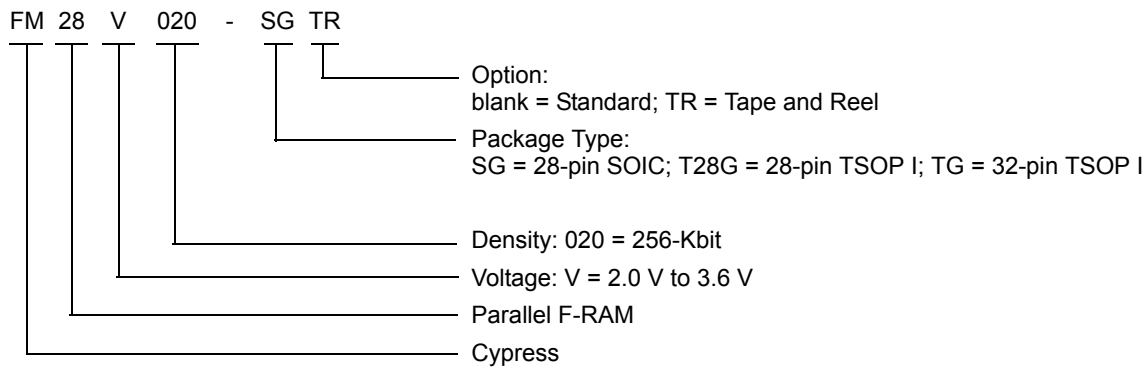 FM 28 V 020 - SG TR
Option:
blank = Standard; TR = Tape and Reel
Package Type:
SG = 28-pin SOIC; T28G = 28-pin TSOP I; TG = 32-pin TSOP I
Density: 020 = 256-Kbit
Voltage: V = 2.0 V to 3.6 V
Parallel F-RAM
Cypress